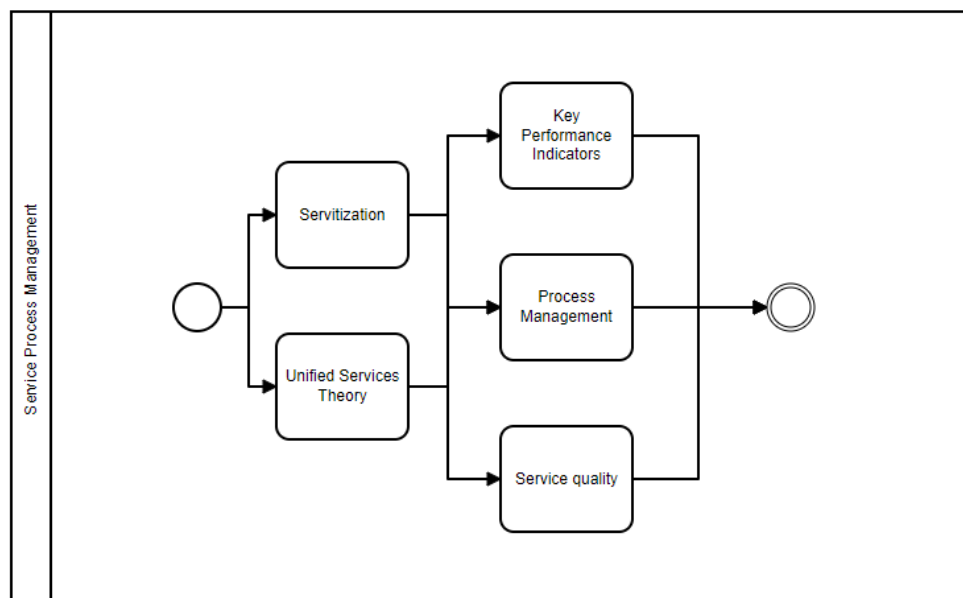 Service Process Management
Servitization
Unified Services
Theory
Key
Performance
Indicators
Process
Management
Service quality